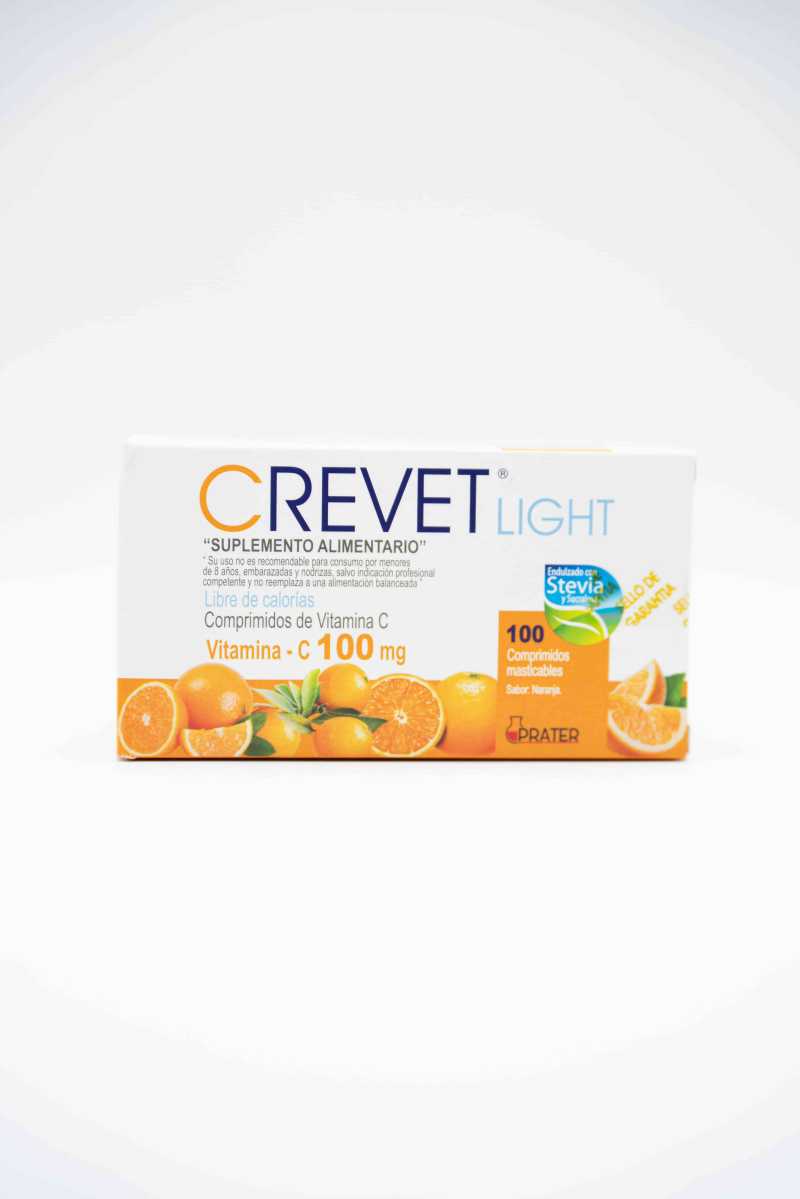 CREVET®
LIGHT
“SUPLEMENTO ALIMENTARIO”
" Su uso no es recomendable para consumo por menores
de 8 años, embarazadas y nodrizas, salvo indicación profesional
competente y no reemplaza a una alimentación balanceada "
Libre de calorías
Comprimidos de Vitamina C
Vitamina - C 100 mg
Endulzado con
Stevia
SELLO DE
GARANTIA
100
Comprimidos
masticables
Sabor: Naranja.
PRATER